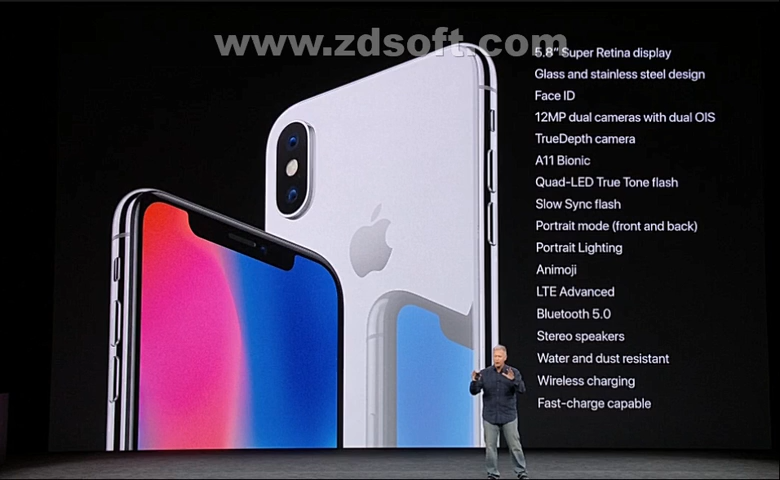 www.zdsoft.com
5.8" Super Retina display
Glass and stainless steel design
Face ID
12MP dual cameras with dual OIS
TrueDepth camera
A11 Bionic
Quad-LED True Tone flash
Slow Sync flash
Portrait mode (front and back)
Portrait Lighting
Animoji
LTE Advanced
Bluetooth 5.0
Stereo speakers
Water and dust resistant
Wireless charging
Fast-charge capable